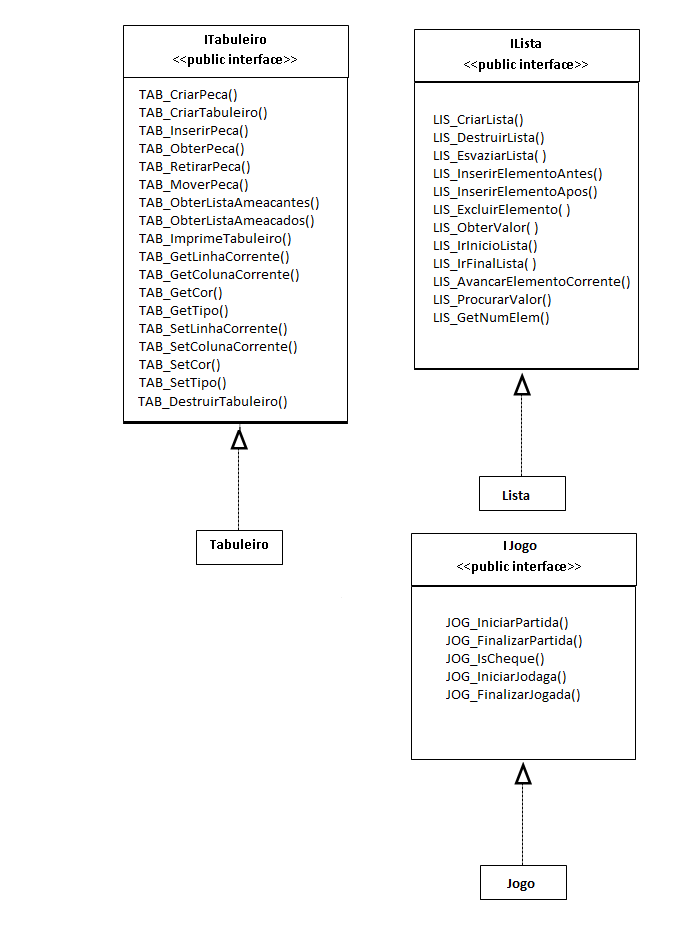 ITabuleiro
<<public interface>>
TAB_CriarPeca()
TAB_CriarTabuleiro()
TAB_InserirPeca()
TAB_ObterPeca()
TAB_RetirarPeca()
TAB_MoverPeca()
TAB_ObterListaAmeacantes()
TAB_ObterListaAmeacados()
TAB_ImprimeTabuleiro()
TAB_GetLinhaCorrente()
TAB_GetColunaCorrente()
TAB_GetCor()
TAB_GetTipo()
TAB_SetLinhaCorrente()
TAB_SetColunaCorrente()
TAB_SetCor()
TAB_SetTipo()
TAB_DestruirTabuleiro()
Tabuleiro
ILista
<<public interface>>
LIS_CriarLista()
LIS_DestruirLista()
LIS_EsvaziarLista( )
LIS_InserirElementoAntes()
LIS_InserirElementoApos()
LIS_ExcluirElemento( )
LIS_ObterValor( )
LIS_IrInicioLista()
LIS_IrFinalLista( )
LIS_AvancarElementoCorrente()
LIS_ProcurarValor()
LIS_GetNumElem()
Lista
I Jogo
<<public interface>>
JOG_IniciarPartida()
JOG_FinalizarPartida()
JOG_IsCheque()
JOG_IniciarJodaga()
JOG_FinalizarJogada()
Jogo